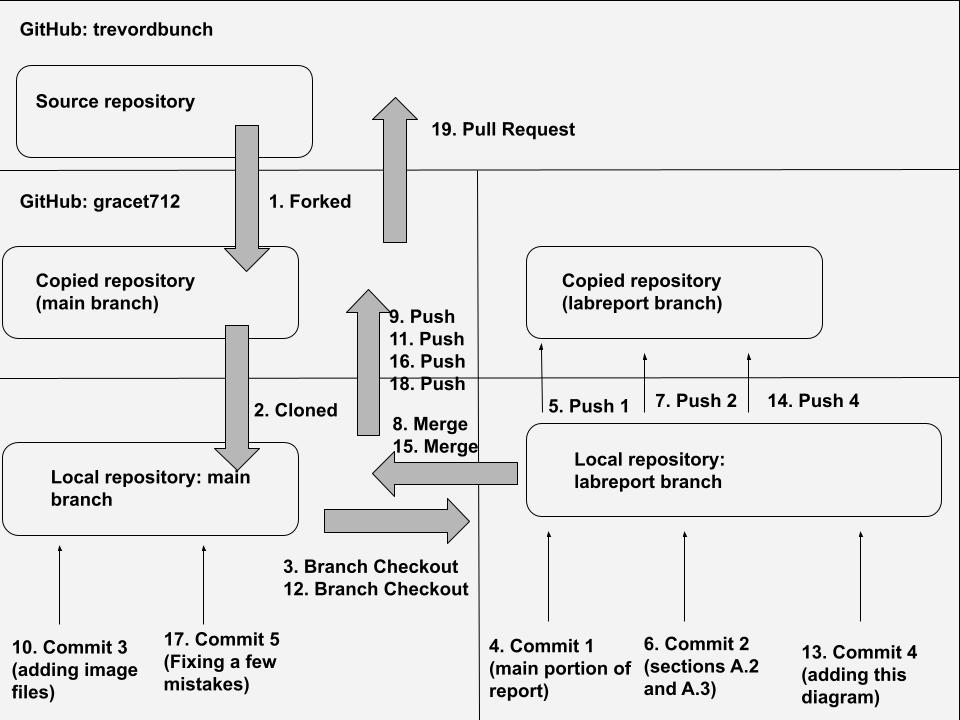 GitHub: trevordbunch
Source repository
19. Pull Request
GitHub: gracet712
1. Forked
Copied repository
(main branch)
Copied repository
(labreport branch)
9. Push
11. Push
16. Push
18. Push
2. Cloned
8. Merge
15. Merge
5. Push 1
7. Push 2
14. Push 4
Local repository: main
branch
Local repository:
labreport branch
3. Branch Checkout
12. Branch Checkout
10. Commit 3
(adding image
files)
17. Commit 5
(Fixing a few
mistakes)
4. Commit 1
(main portion of
report)
6. Commit 2
(sections A.2
and A.3)
13. Commit 4
(adding this
diagram)